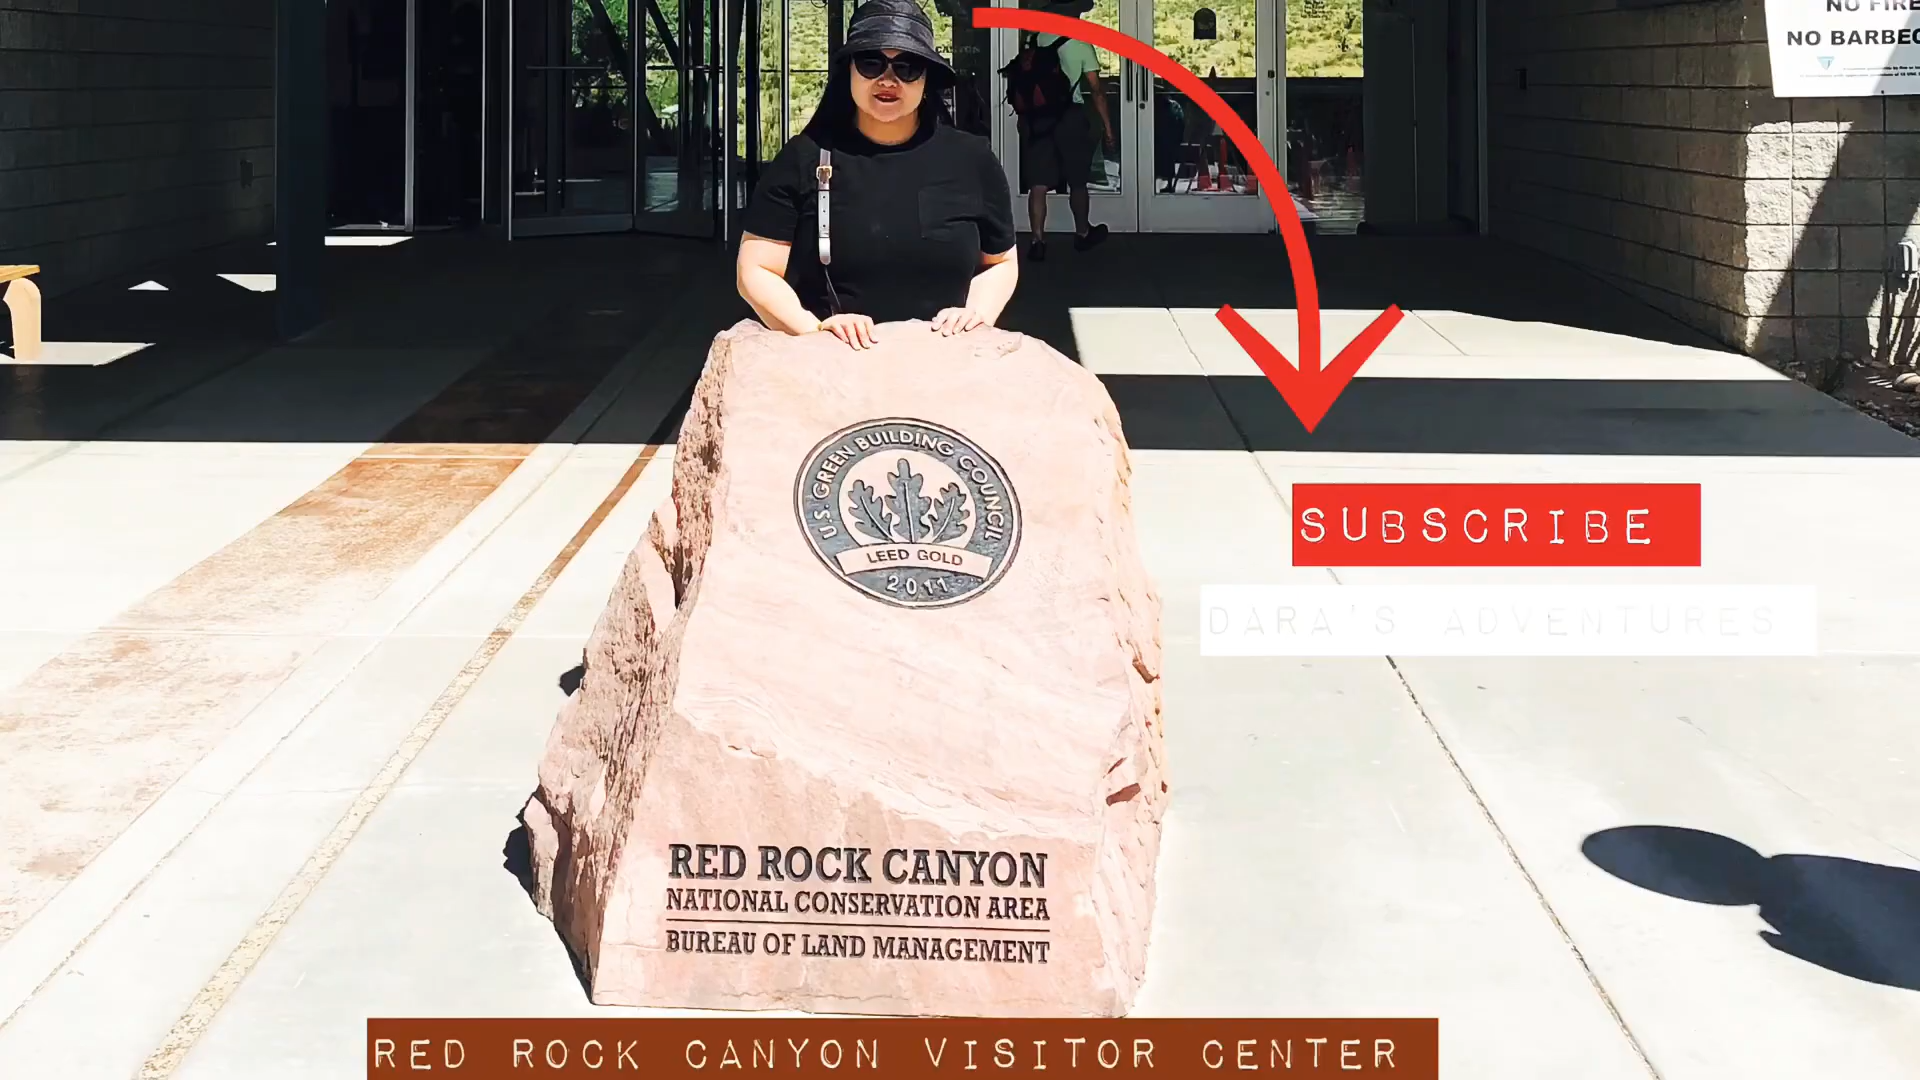 NO FIRE
NO BARBEC
U.S. GREEN BUILDING COUNCIL
LEED GOLD
2011
SUBSCRIBE
DARA'S ADVENTURES
RED ROCK CANYON
NATIONAL CONSERVATION AREA
BUREAU OF LAND MANAGEMENT
RED ROCK CANYON VISITOR CENTER